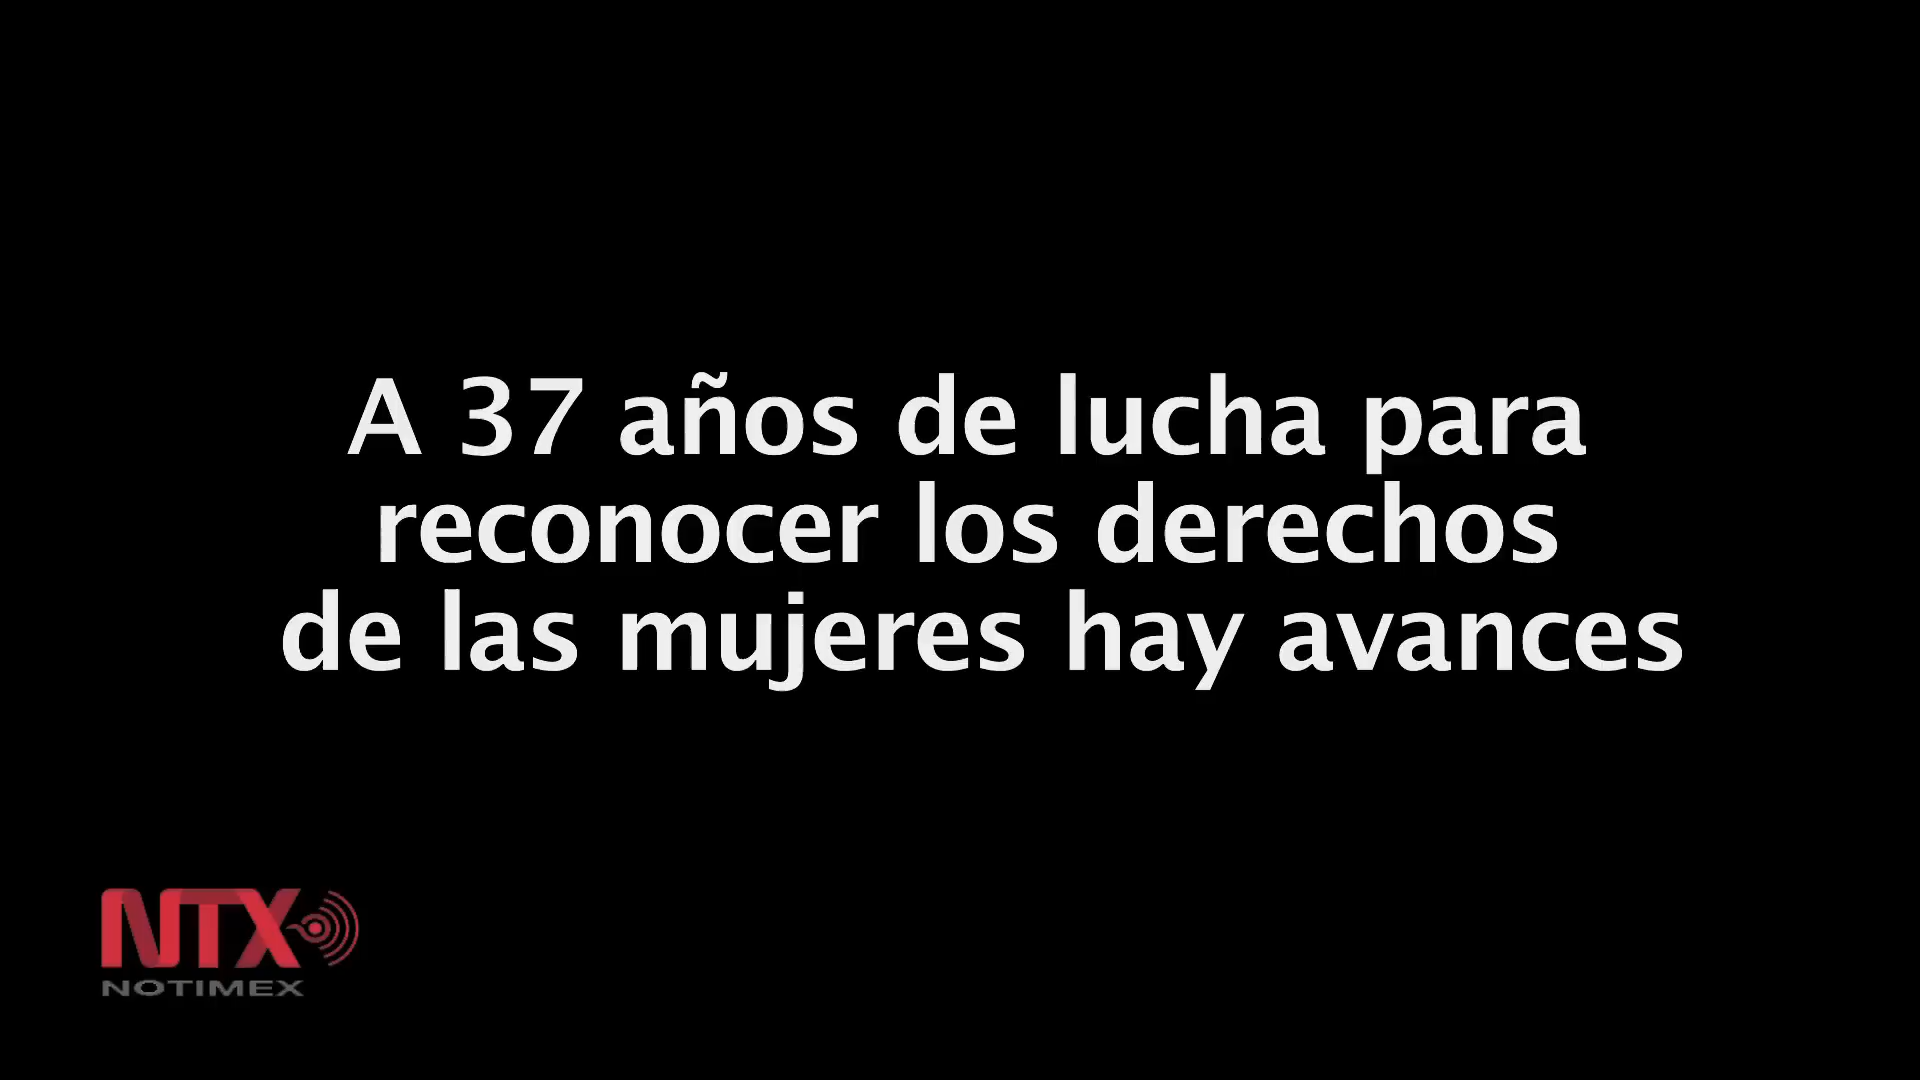 A 37 años de lucha para
reconocer los derechos
de las mujeres hay avances
NTX
NOTIMEX